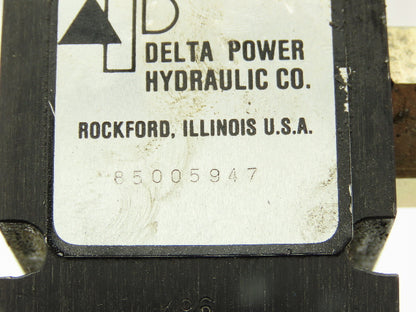 D
DELTA POWER
HYDRAULIC CO.
ROCKFORD, ILLINOIS U.S.A.
85005947